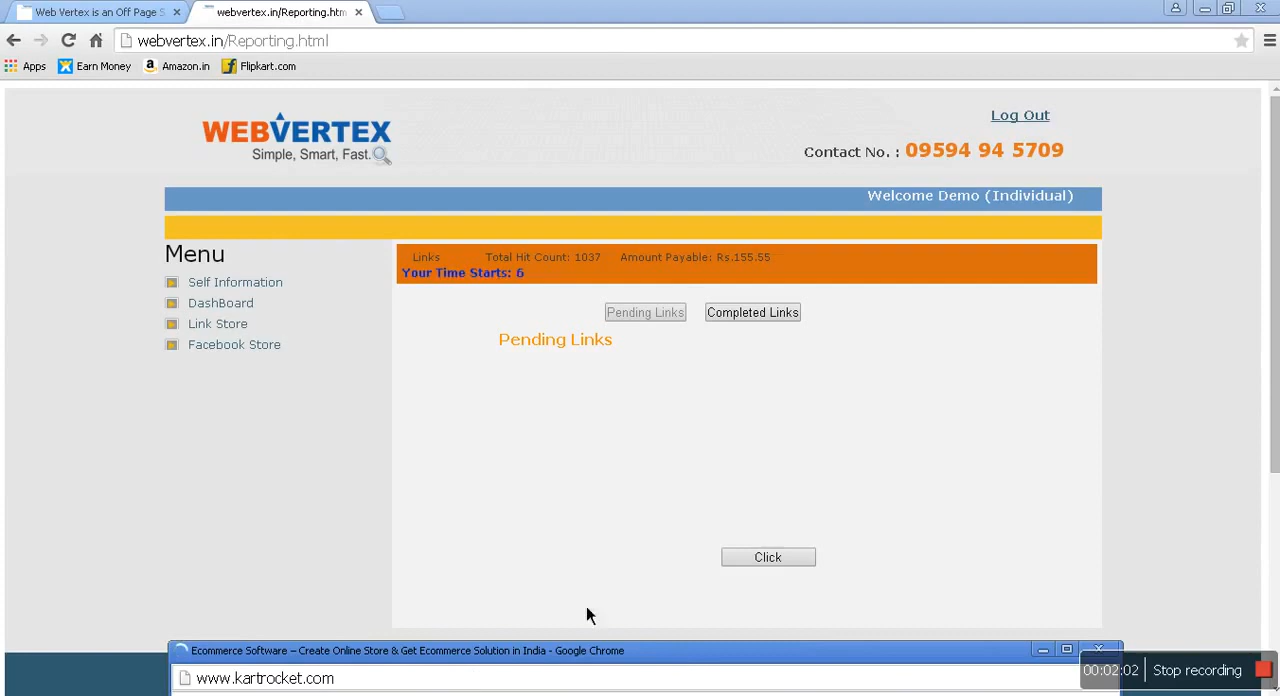 Web Vertex is an Off Page S
webvertex.in/Reporting.htm
webvertex.in/Reporting.html
Apps Earn Money Amazon.in Flipkart.com
WEBVERTEX
Simple, Smart, Fast.
Log Out
Contact No. : 09594 94 5709
Welcome Demo (Individual)
Menu
Self Information
DashBoard
Link Store
Facebook Store
Links Total Hit Count: 1037 Amount Payable: Rs.155.55
Your Time Starts: 6
Pending Links Completed Links
Pending Links
Click
Ecommerce Software – Create Online Store & Get Ecommerce Solution in India - Google Chrome
www.kartrocket.com
00:02:02 Stop recording